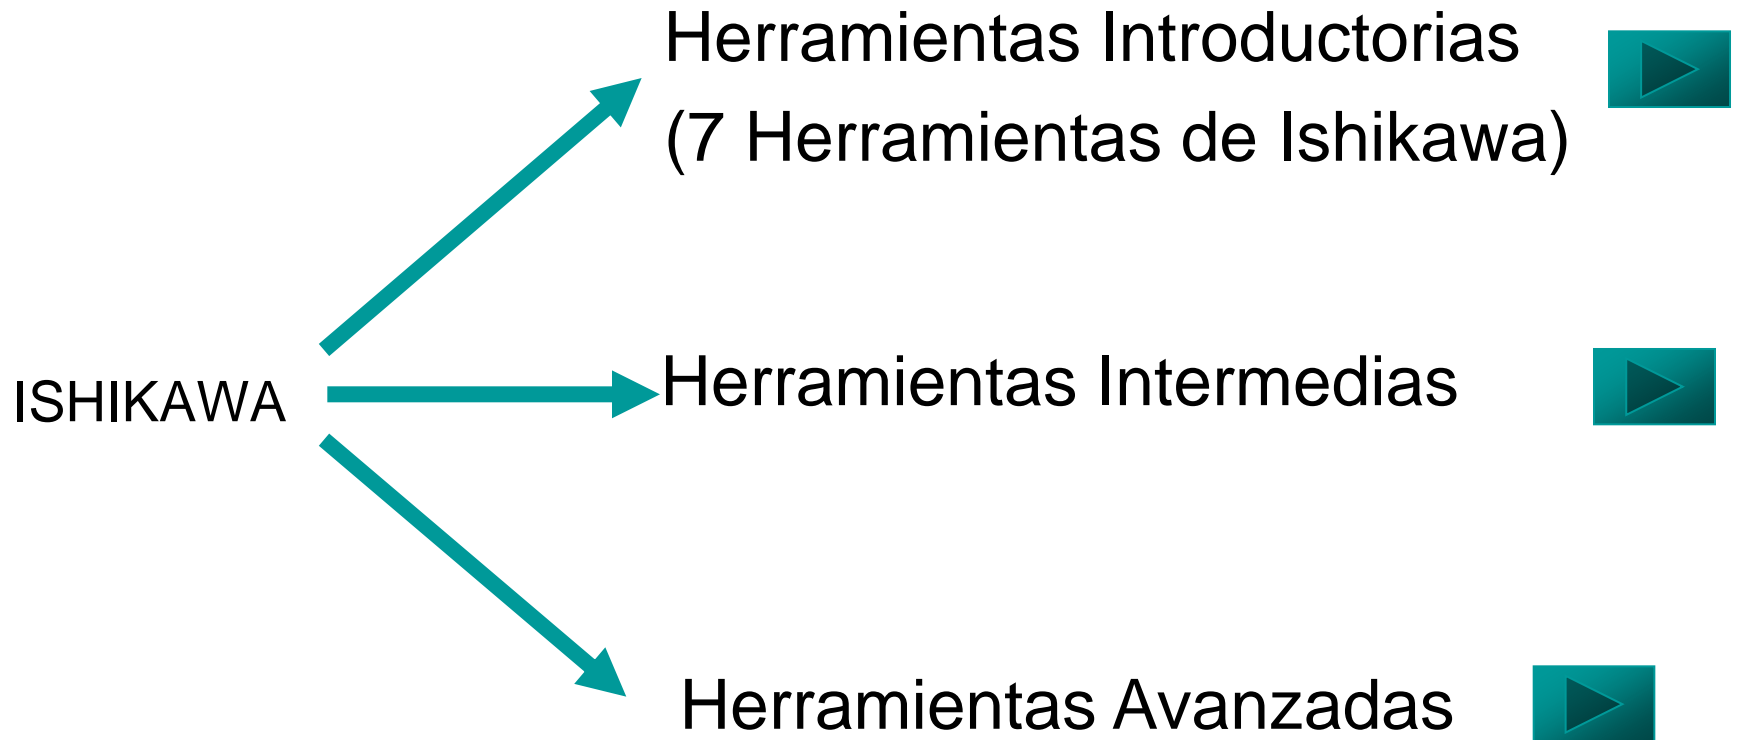 Herramientas Introductorias
(7 Herramientas de Ishikawa)
ISHIKAWA
Herramientas Intermedias
Herramientas Avanzadas